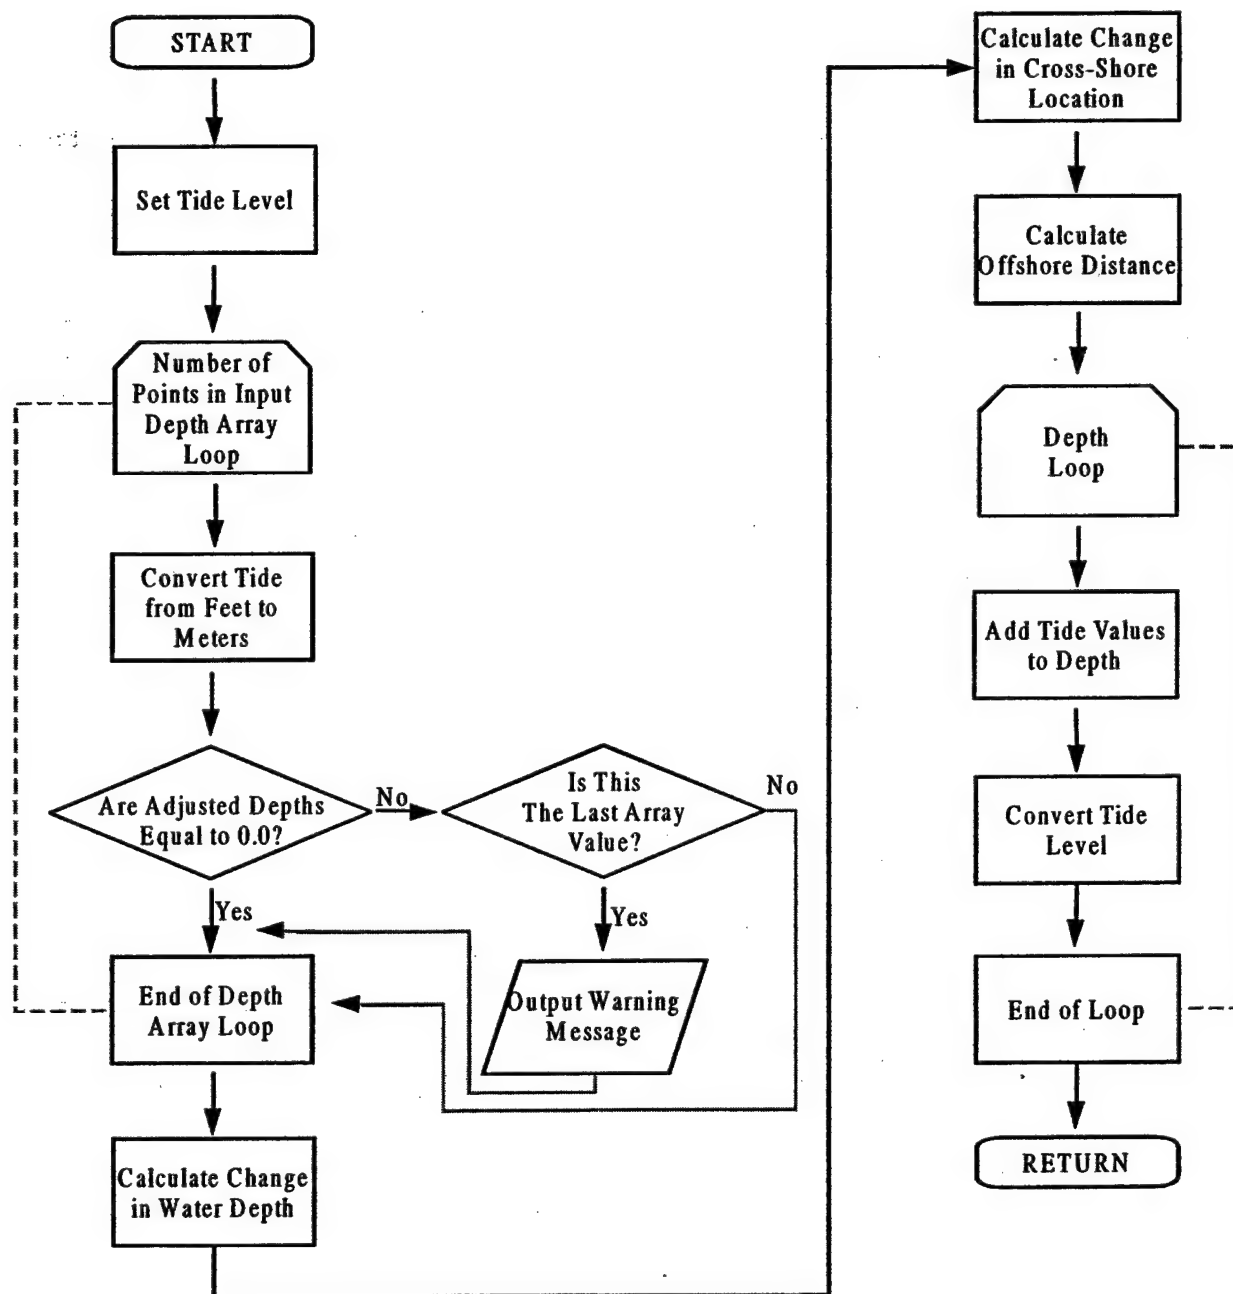 START
Set Tide Level
Number of
Points in Input
Depth Array
Loop
Convert Tide
from Feet to
Meters
Are Adjusted Depths
Equal to 0.0?
No
Is This
The Last Array
Value?
No
Yes
Yes
Output Warning
Message
End of Depth
Array Loop
Calculate Change
in Water Depth
Calculate Change
in Cross-Shore
Location
Calculate
Offshore Distance
Depth
Loop
Add Tide Values
to Depth
Convert Tide
Level
End of Loop
RETURN